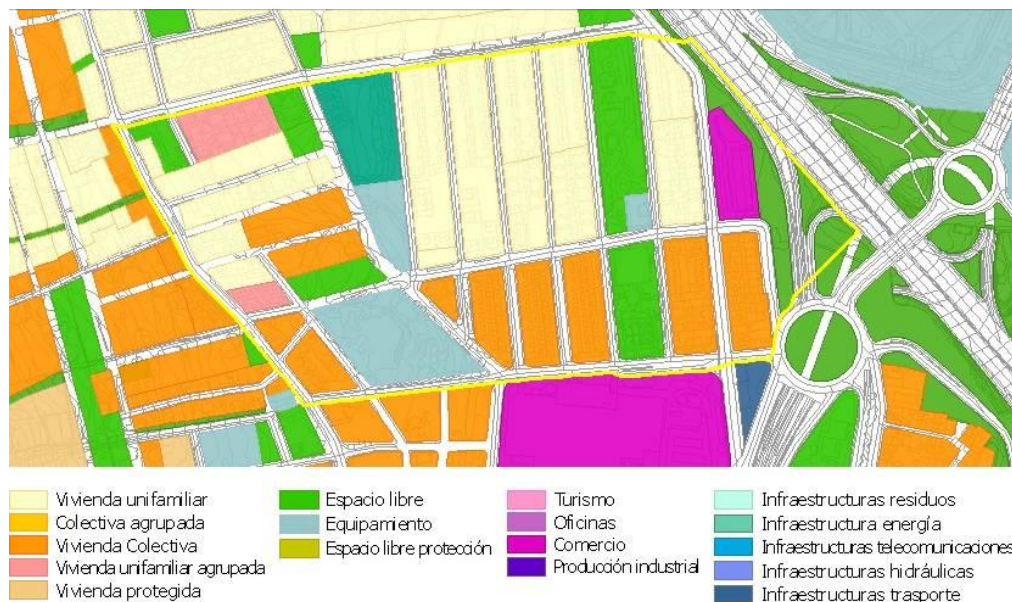 Vivienda unifamiliar
Colectiva agrupada
Vivienda Colectiva
Vivienda unifamiliar agrupada
Vivienda protegida
Espacio libre
Equipamiento
Espacio libre protección
Turismo
Oficinas
Comercio
Producción industrial
Infraestructuras residuos
Infraestructura energía
Infraestructuras telecomunicaciones
Infraestructuras hidráulicas
Infraestructuras trasporte